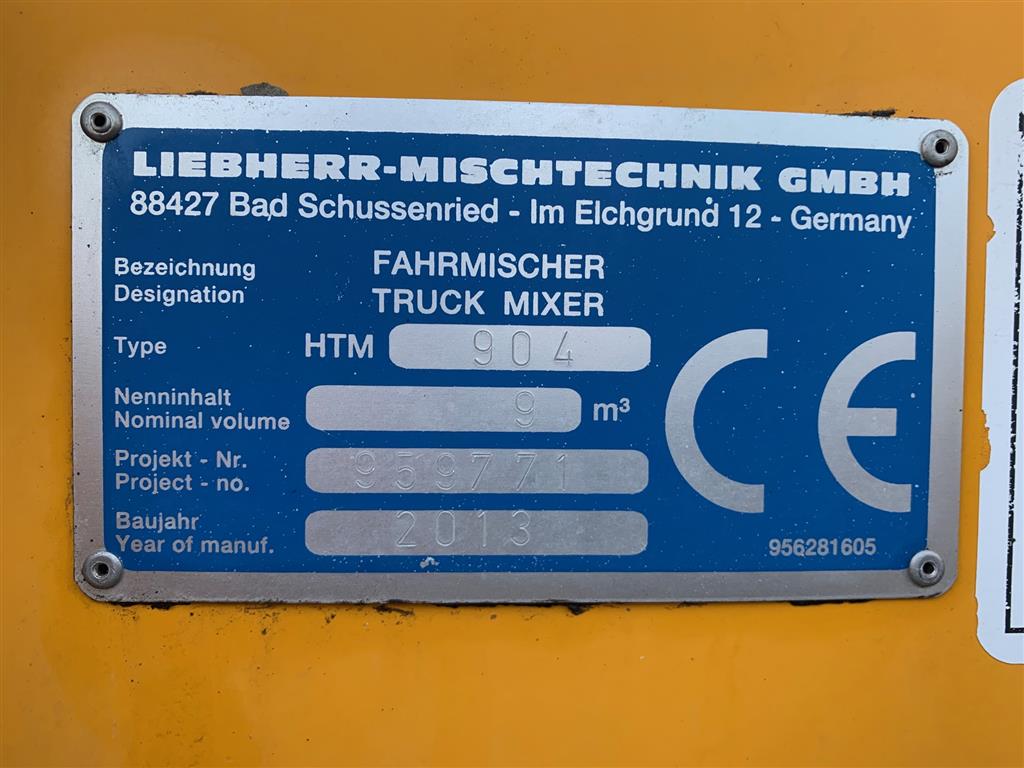 LIEBHERR-MISCHTECHNIK GMBH
88427 Bad Schussenried - Im Elchgrund 12 - Germany
Bezeichnung FAHRMISCHER
Designation TRUCK MIXER
Type HTM 904
Nenninhalt
Nominal volume 9 m³
Projekt - Nr.
Project - no. 959771
Baujahr
Year of manuf. 2013
CE
956281605